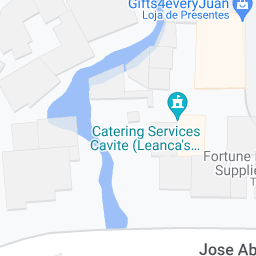 Gifts4everyJuan
Loja de Presentes
Catering Services
Cavite (Leanca's...
Fortune
Supplie
Jose Ab